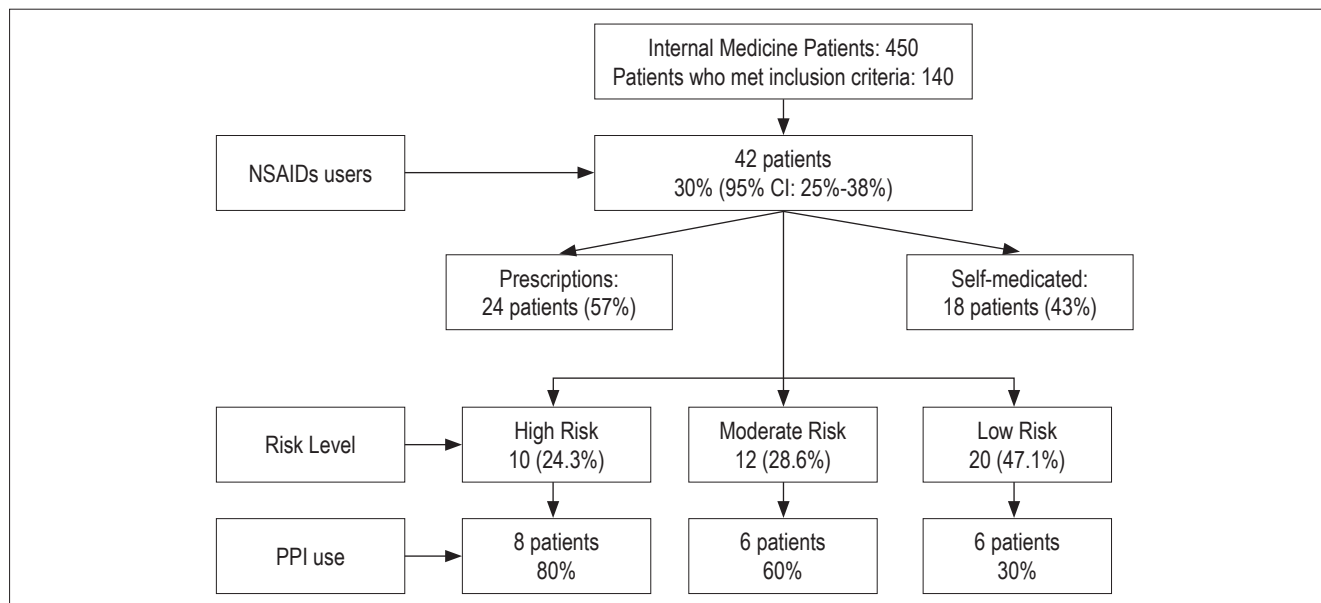 Internal Medicine Patients: 450
Patients who met inclusion criteria: 140
NSAIDs users
42 patients
30% (95% CI: 25%-38%)
Prescriptions:
24 patients (57%)
Self-medicated:
18 patients (43%)
Risk Level
High Risk
10 (24.3%)
Moderate Risk
12 (28.6%)
Low Risk
20 (47.1%)
PPI use
8 patients
80%
6 patients
60%
6 patients
30%